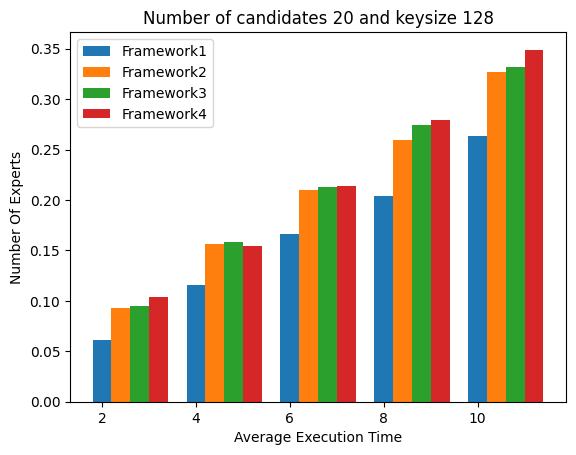 Number of candidates 20 and keysize 128
Framework1
Framework2
Framework3
Framework4
Number Of Experts
0.35
0.30
0.25
0.20
0.15
0.10
0.05
0.00
2 4 6 8 10
Average Execution Time